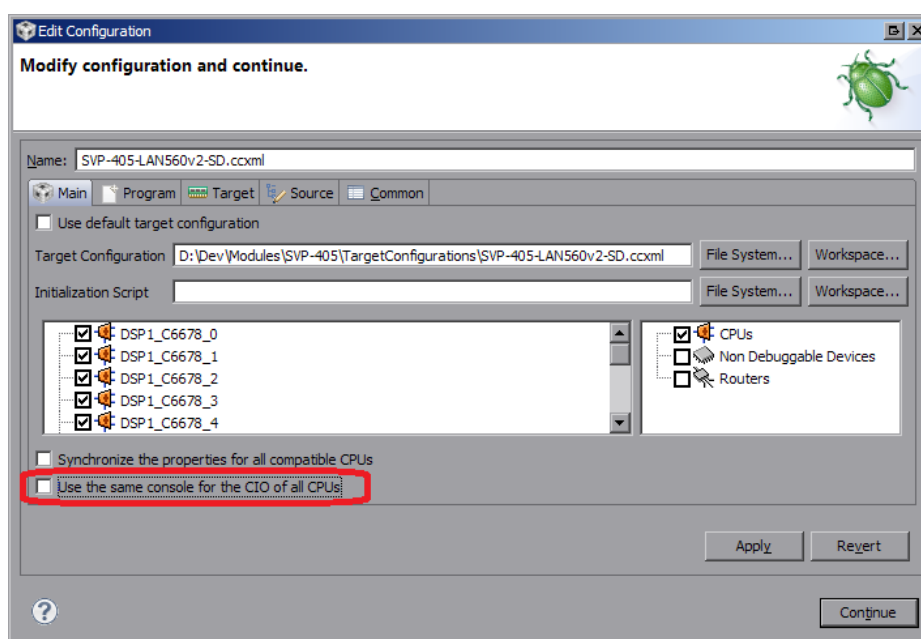 Edit Configuration
Modify configuration and continue.
Name: SVP-405-LAN560v2-SD.ccxml
Main Program Target Source Common
Use default target configuration
Target Configuration D:\Dev\Modules\SVP-405\TargetConfigurations\SVP-405-LAN560v2-SD.ccxml File System... Workspace...
Initialization Script File System... Workspace...
DSP1_C6678_0 CPUs
DSP1_C6678_1 Non Debuggable Devices
DSP1_C6678_2 Routers
DSP1_C6678_3
DSP1_C6678_4
Synchronize the properties for all compatible CPUs
Use the same console for the CIO of all CPUs
Apply Revert
? Continue